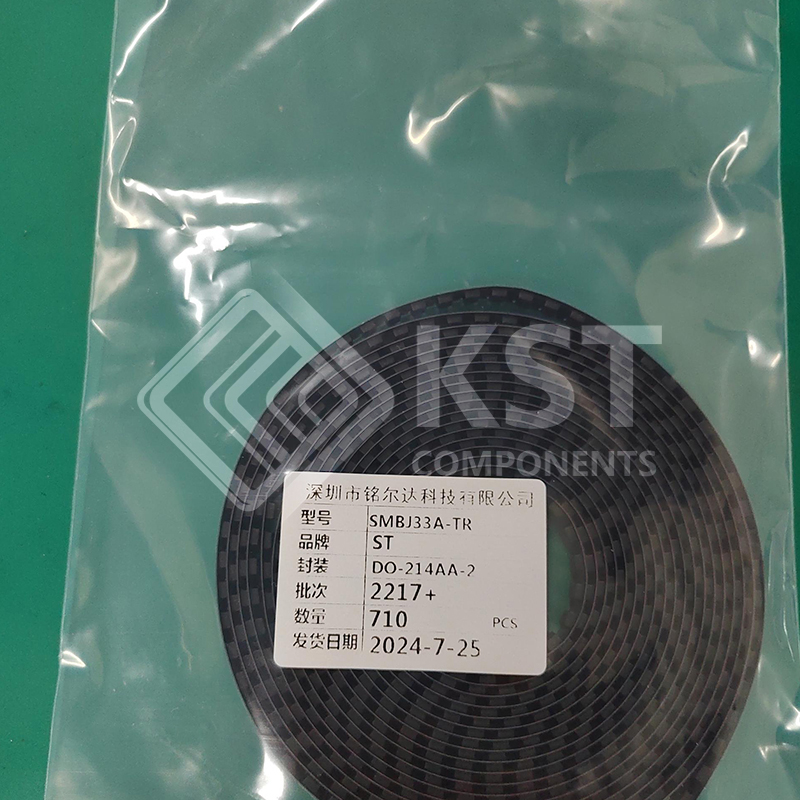 KST
COMPONENTS
深圳市铭尔达科技有限公司
型号 SMBJ33A-TR
品牌 ST
封装 DO-214AA-2
批次 2217+
数量 710 PCS
发货日期 2024-7-25